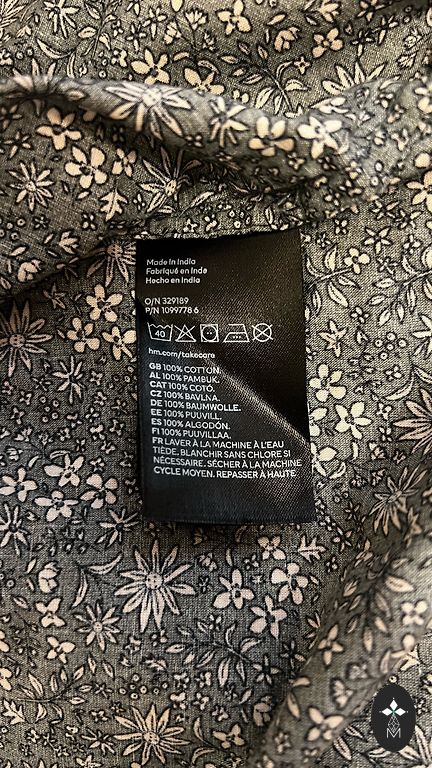 Made in India
Fabriqué en Inde
Hecho en India
O/N 329189
P/N 1099778 6
40
hm.com/takecare
GB 100% COTTON.
AL 100% PAMBUK.
CAT 100% COTÓ.
CZ 100% BAVLNA.
DE 100% BAUMWOLLE.
EE 100% PUUVILL.
ES 100% ALGODÓN.
FI 100% PUUVILLAA.
FR LAVER À LA MACHINE À L'EAU
TIÈDE. BLANCHIR SANS CHLORE SI
NÉCESSAIRE. SÉCHER À LA MACHINE
CYCLE MOYEN. REPASSER À HAUTE
M